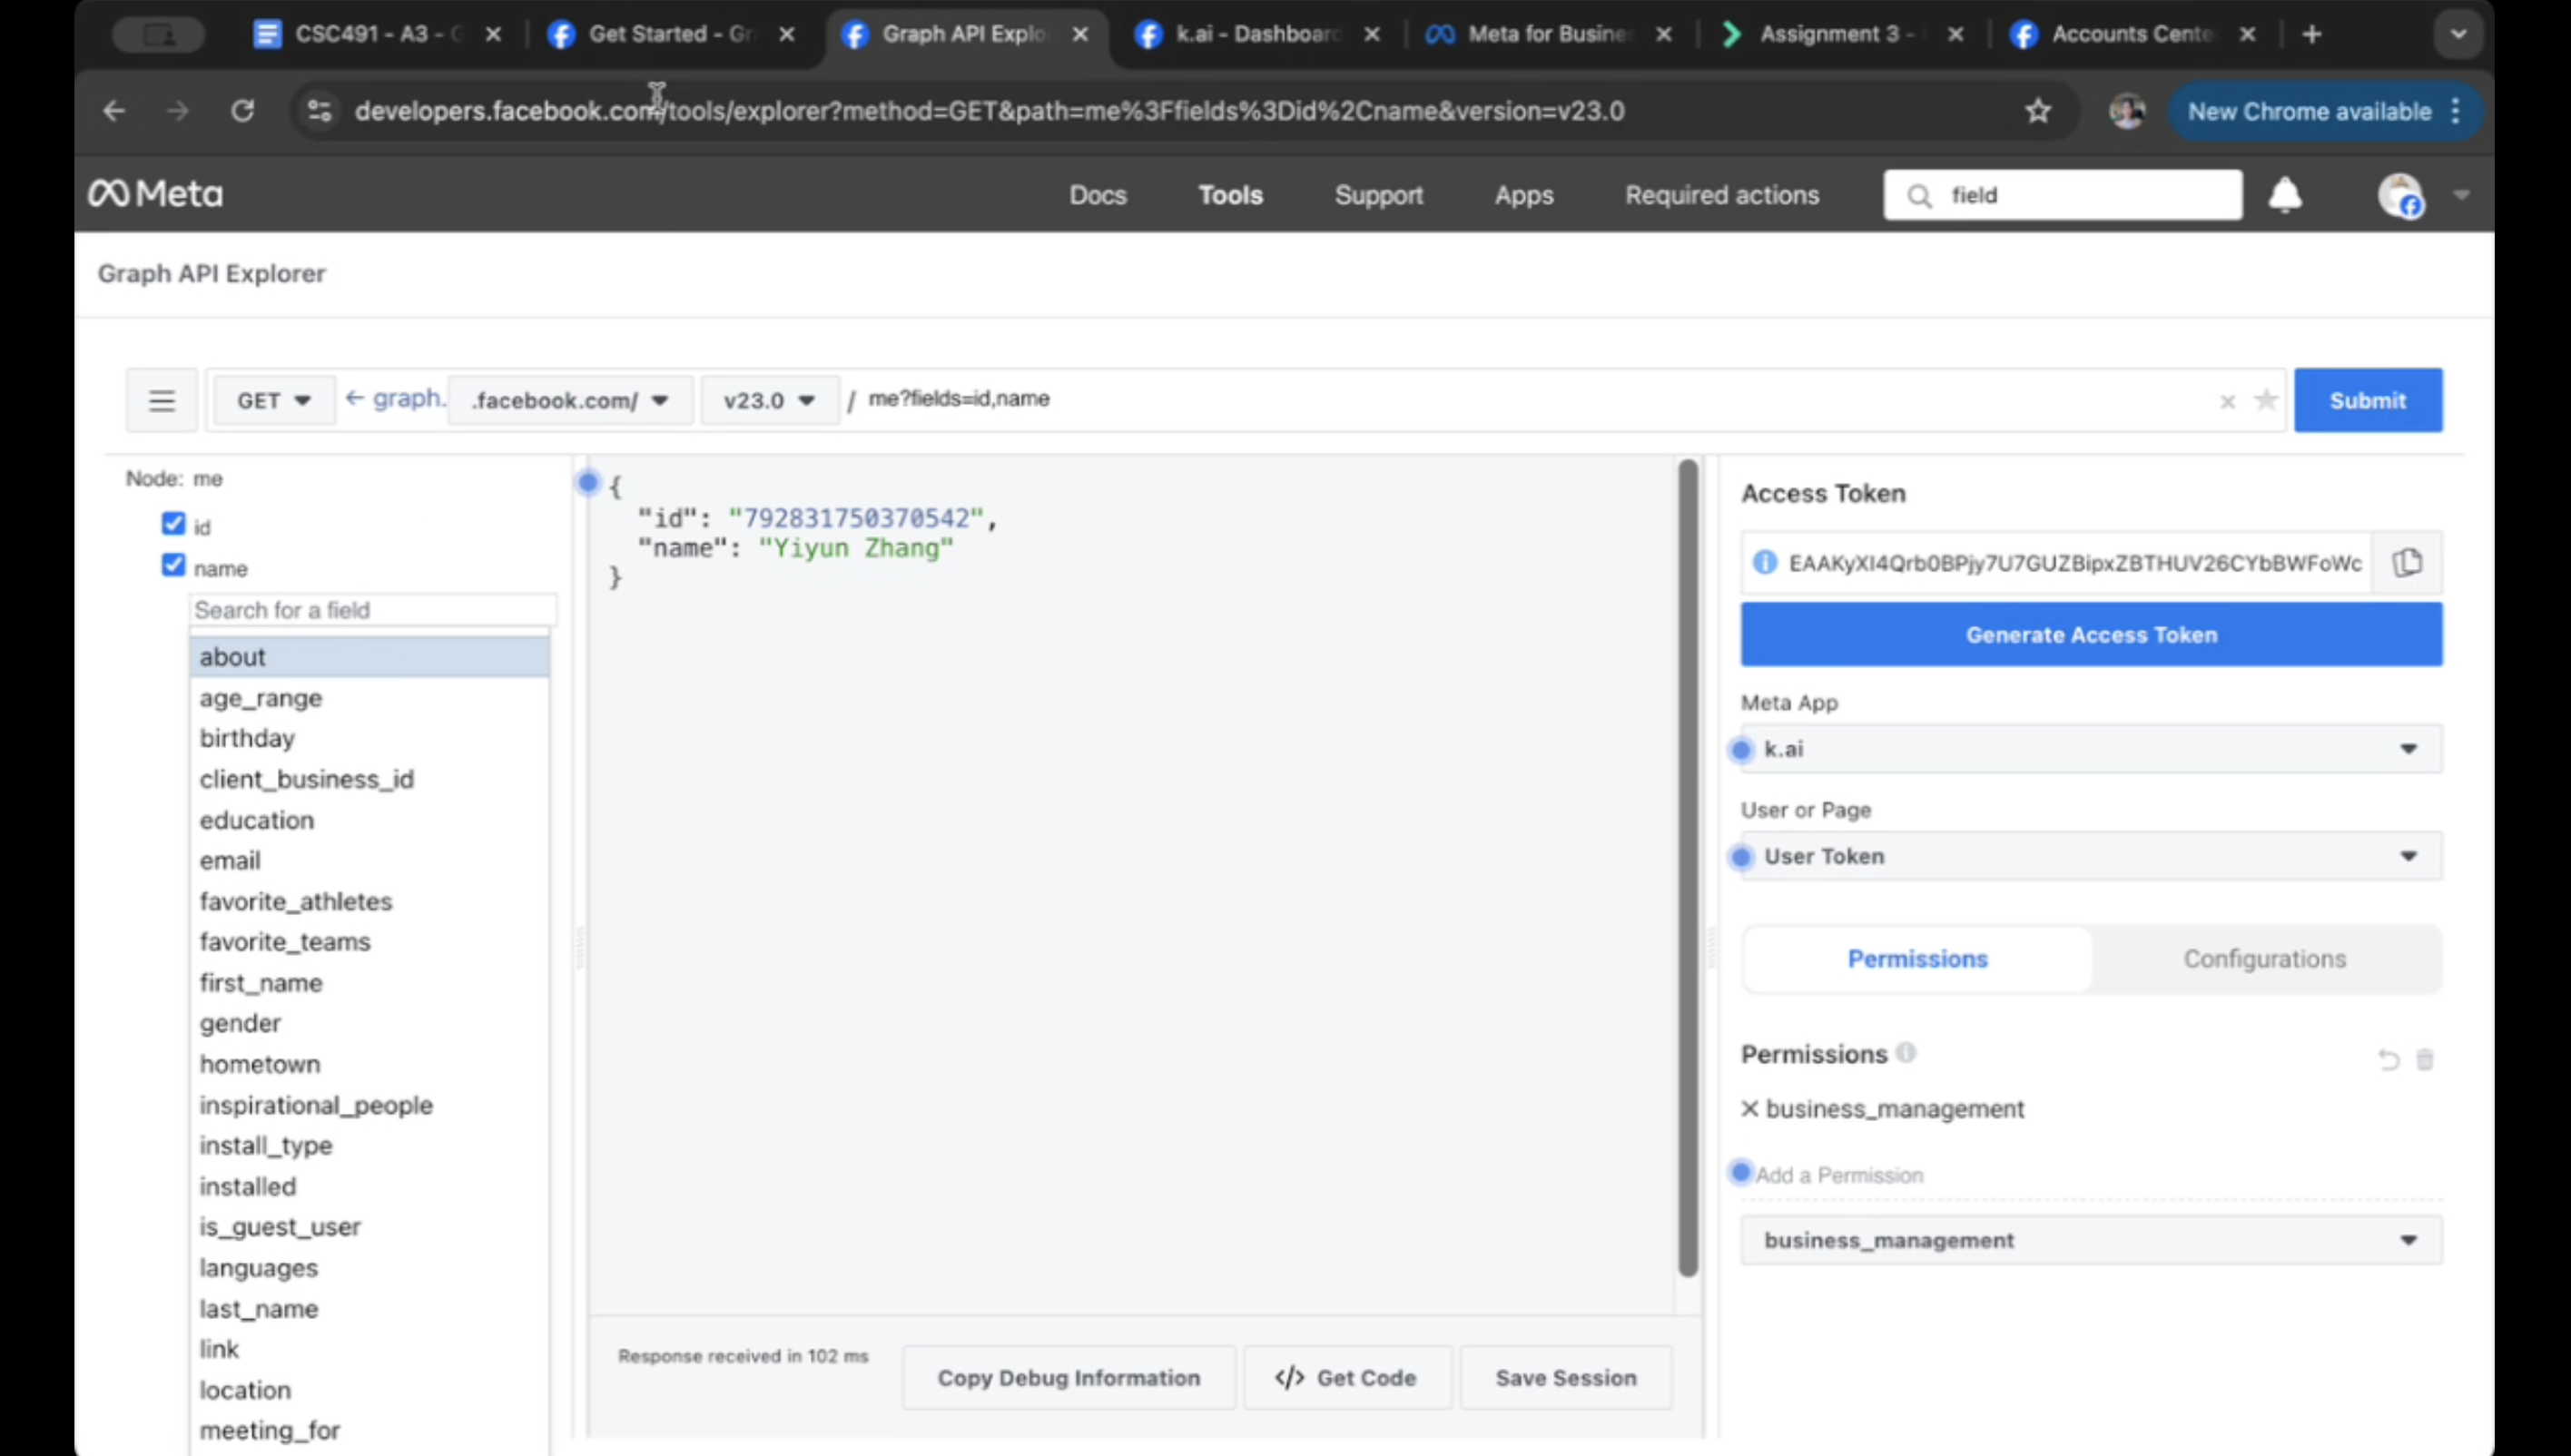 CSC491 - A3 - G
Get Started - Gr
Graph API Explo
k.ai - Dashboard
Meta for Busine
Assignment 3 -
Accounts Cente
developers.facebook.com/tools/explorer?method=GET&path=me%3Ffields%3Did%2Cname&version=v23.0
New Chrome available
Meta
Docs
Tools
Support
Apps
Required actions
field
Graph API Explorer
GET
← graph.
.facebook.com/
v23.0
/
me?fields=id,name
Submit
Node: me
id
name
Search for a field
about
age_range
birthday
client_business_id
education
email
favorite_athletes
favorite_teams
first_name
gender
hometown
inspirational_people
install_type
installed
is_guest_user
languages
last_name
link
location
meeting_for
{
"id": "792831750370542",
"name": "Yiyun Zhang"
}
Response received in 102 ms
Copy Debug Information
</> Get Code
Save Session
Access Token
EAAKyXI4Qrb0BPjy7U7GUZBipxZBTHUV26CYbBWFoWc
Generate Access Token
Meta App
k.ai
User or Page
User Token
Permissions
Configurations
Permissions
business_management
Add a Permission
business_management